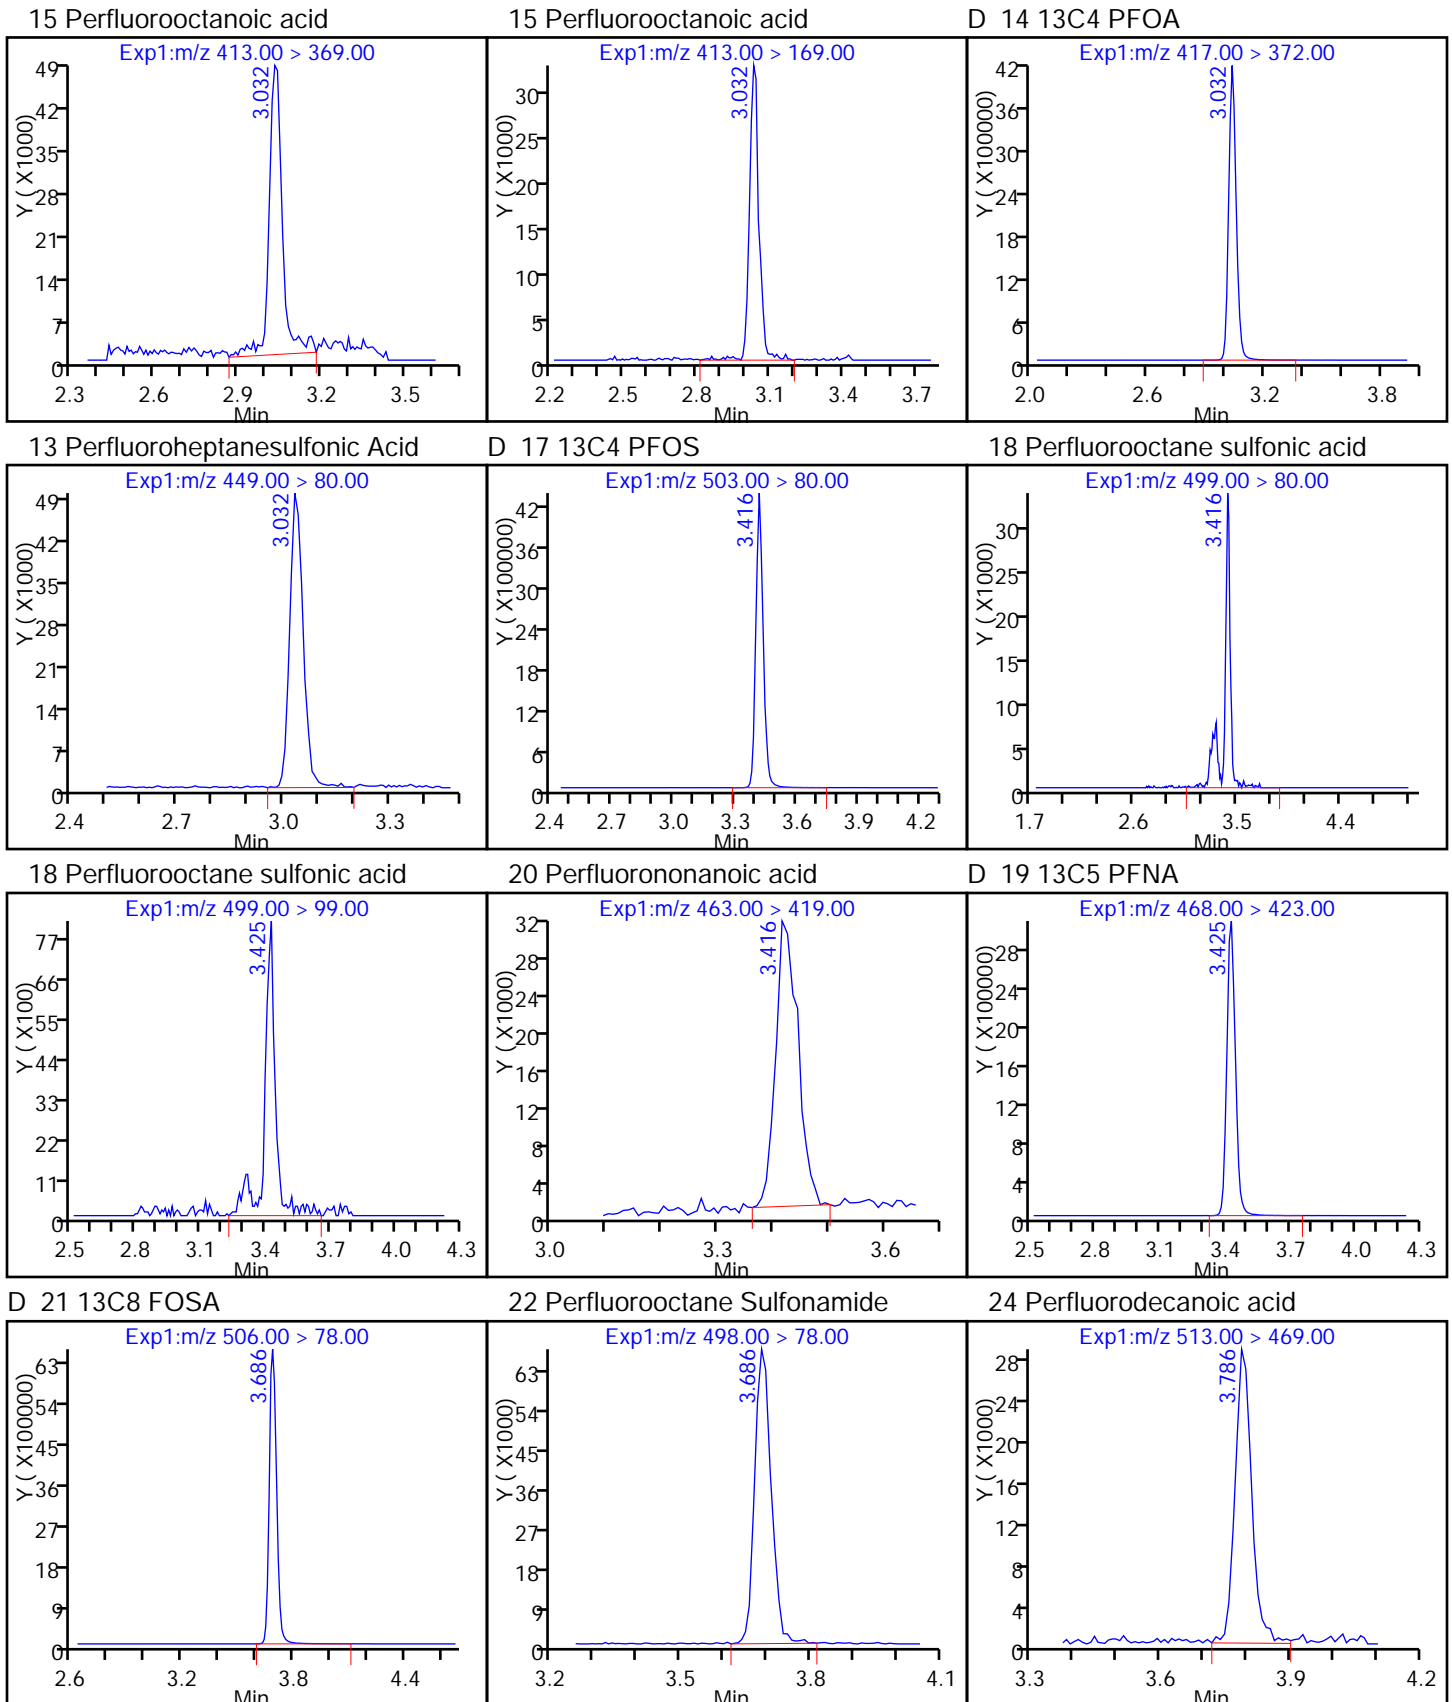 15 Perfluorooctanoic acid
Exp1:m/z 413.00 > 369.00
3.032
Y ( X1000)
49
42
35
28
21
14
7
0
2.3 2.6 2.9 3.2 3.5
Min
15 Perfluorooctanoic acid
Exp1:m/z 413.00 > 169.00
3.032
Y ( X1000)
30
25
20
15
10
5
0
2.2 2.5 2.8 3.1 3.4 3.7
Min
D 14 13C4 PFOA
Exp1:m/z 417.00 > 372.00
3.032
Y ( X100000)
42
36
30
24
18
12
6
0
2.0 2.6 3.2 3.8
Min
13 Perfluoroheptanesulfonic Acid
Exp1:m/z 449.00 > 80.00
3.032
Y ( X1000)
49
42
35
28
21
14
7
0
2.4 2.7 3.0 3.3
Min
D 17 13C4 PFOS
Exp1:m/z 503.00 > 80.00
3.416
Y ( X100000)
42
36
30
24
18
12
6
0
2.4 2.7 3.0 3.3 3.6 3.9 4.2
Min
18 Perfluorooctane sulfonic acid
Exp1:m/z 499.00 > 80.00
3.416
Y ( X1000)
30
25
20
15
10
5
0
1.7 2.6 3.5 4.4
Min
18 Perfluorooctane sulfonic acid
Exp1:m/z 499.00 > 99.00
3.425
Y ( X100)
77
66
55
44
33
22
11
0
2.5 2.8 3.1 3.4 3.7 4.0 4.3
Min
20 Perfluorononanoic acid
Exp1:m/z 463.00 > 419.00
3.416
Y ( X1000)
32
28
24
20
16
12
8
4
0
3.0 3.3 3.6
Min
D 19 13C5 PFNA
Exp1:m/z 468.00 > 423.00
3.425
Y ( X100000)
28
24
20
16
12
8
4
0
2.5 2.8 3.1 3.4 3.7 4.0 4.3
Min
D 21 13C8 FOSA
Exp1:m/z 506.00 > 78.00
3.686
Y ( X100000)
63
54
45
36
27
18
9
0
2.6 3.2 3.8 4.4
Min
22 Perfluorooctane Sulfonamide
Exp1:m/z 498.00 > 78.00
3.686
Y ( X1000)
63
54
45
36
27
18
9
0
3.2 3.5 3.8 4.1
Min
24 Perfluorodecanoic acid
Exp1:m/z 513.00 > 469.00
3.786
Y ( X1000)
28
24
20
16
12
8
4
0
3.3 3.6 3.9 4.2
Min